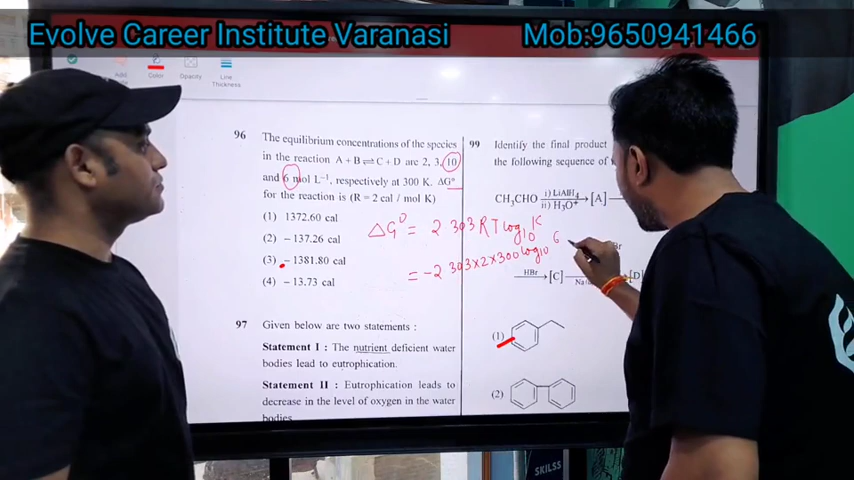 Evolve Career Institute Varanasi Mob:9650941466
Color
Opacity
Line
Thickness
96 The equilibrium concentrations of the species
in the reaction A + B ⇌ C + D are 2, 3, 10
and 6 mol L⁻¹, respectively at 300 K. ΔG°
for the reaction is (R = 2 cal / mol K)
(1) 1372.60 cal
(2) – 137.26 cal
(3) – 1381.80 cal
(4) – 13.73 cal
ΔG° = 2 303 RT log₁₀ K
= -2 303×2×300 log₁₀ 6
97 Given below are two statements :
Statement I : The nutrient deficient water
bodies lead to eutrophication.
Statement II : Eutrophication leads to
decrease in the level of oxygen in the water
bodies.
99 Identify the final product
the following sequence of
CH₃CHO i) LiAlH₄ ii) H₃O⁺ → [A]
HBr → [C] Na [D]
(1)
(2)
SKILLS